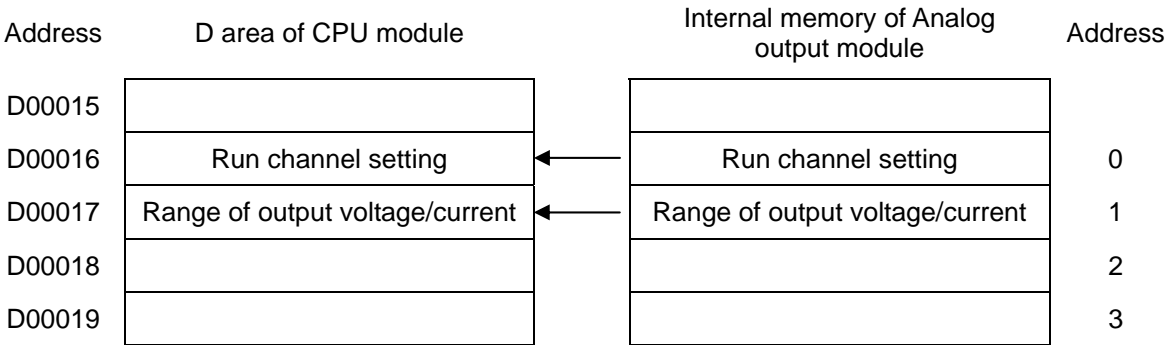 Address D area of CPU module Internal memory of Analog output module Address
D00015
D00016 Run channel setting Run channel setting 0
D00017 Range of output voltage/current Range of output voltage/current 1
D00018 2
D00019 3